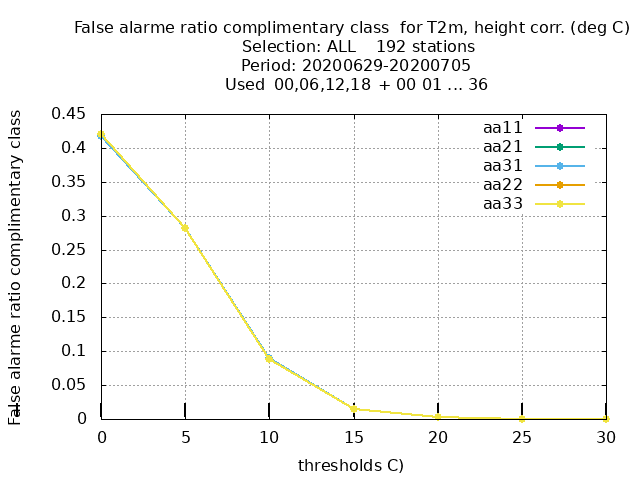 False alarme ratio complimentary class  for T2m, height corr. (deg C)
Selection: ALL    192 stations
Period: 20200629-20200705
Used  00,06,12,18 + 00 01 ... 36
False alarme ratio complimentary class
0.45
0.4
0.35
0.3
0.25
0.2
0.15
0.1
0.05
0
aa11
aa21
aa31
aa22
aa33
0 5 10 15 20 25 30
thresholds C)